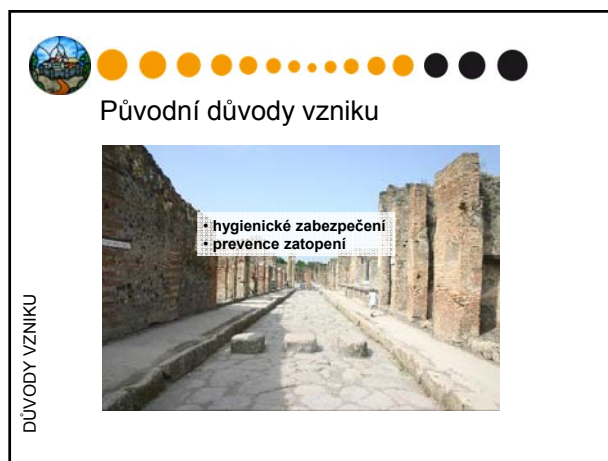 Původní důvody vzniku
• hygienické zabezpečení
• prevence zatopení
DŮVODY VZNIKU